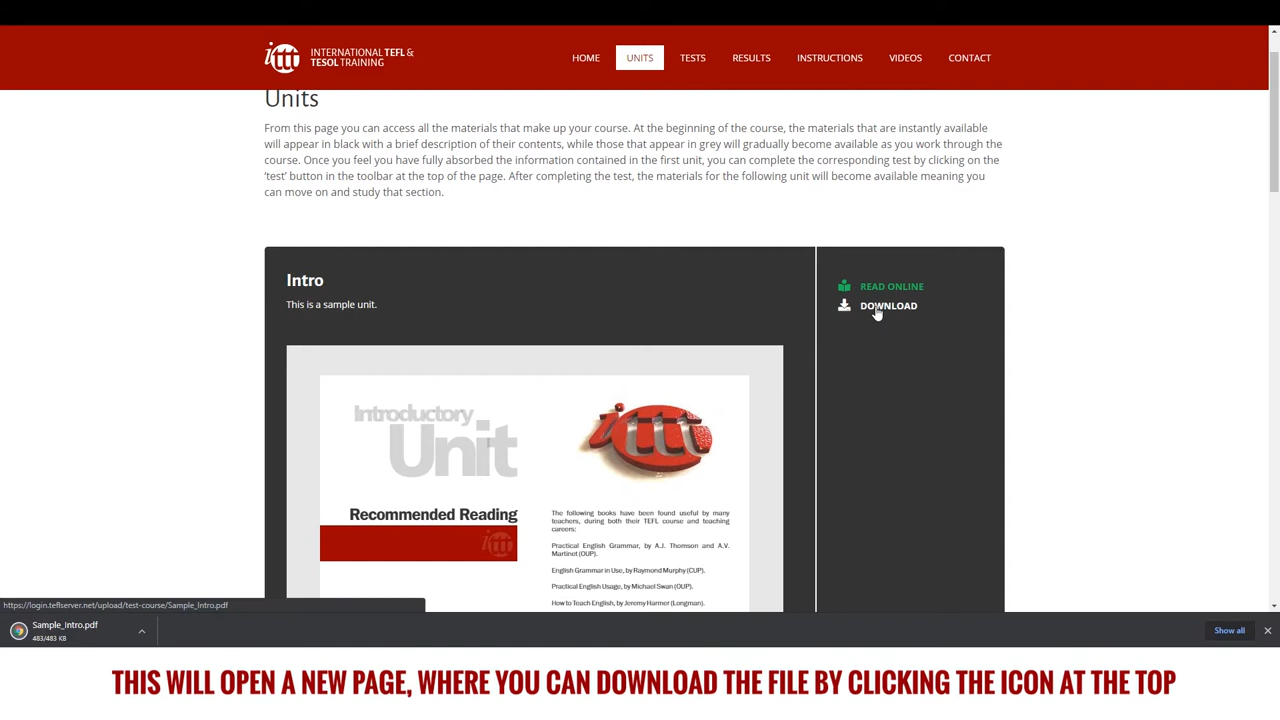 INTERNATIONAL TEFL &
TESOL TRAINING
HOME UNITS TESTS RESULTS INSTRUCTIONS VIDEOS CONTACT
Units
From this page you can access all the materials that make up your course. At the beginning of the course, the materials that are instantly available
will appear in black with a brief description of their contents, while those that appear in grey will gradually become available as you work through the
course. Once you feel you have fully absorbed the information contained in the first unit, you can complete the corresponding test by clicking on the
'test' button in the toolbar at the top of the page. After completing the test, the materials for the following unit will become available meaning you
can move on and study that section.
Intro
This is a sample unit.
READ ONLINE
DOWNLOAD
Introductory
Unit
ittt
Recommended Reading
The following books have been found useful by many
teachers, during both their TEFL course and teaching
careers:
Practical English Grammar, by A.J. Thomson and A.V.
Martinet (OUP).
English Grammar in Use, by Raymond Murphy (CUP).
Practical English Usage, by Michael Swan (OUP).
How to Teach English, by Jeremy Harmer (Longman).
https://login.teflserver.net/upload/test-course/Sample_Intro.pdf
Sample_Intro.pdf
483/483 KB
Show all
THIS WILL OPEN A NEW PAGE, WHERE YOU CAN DOWNLOAD THE FILE BY CLICKING THE ICON AT THE TOP